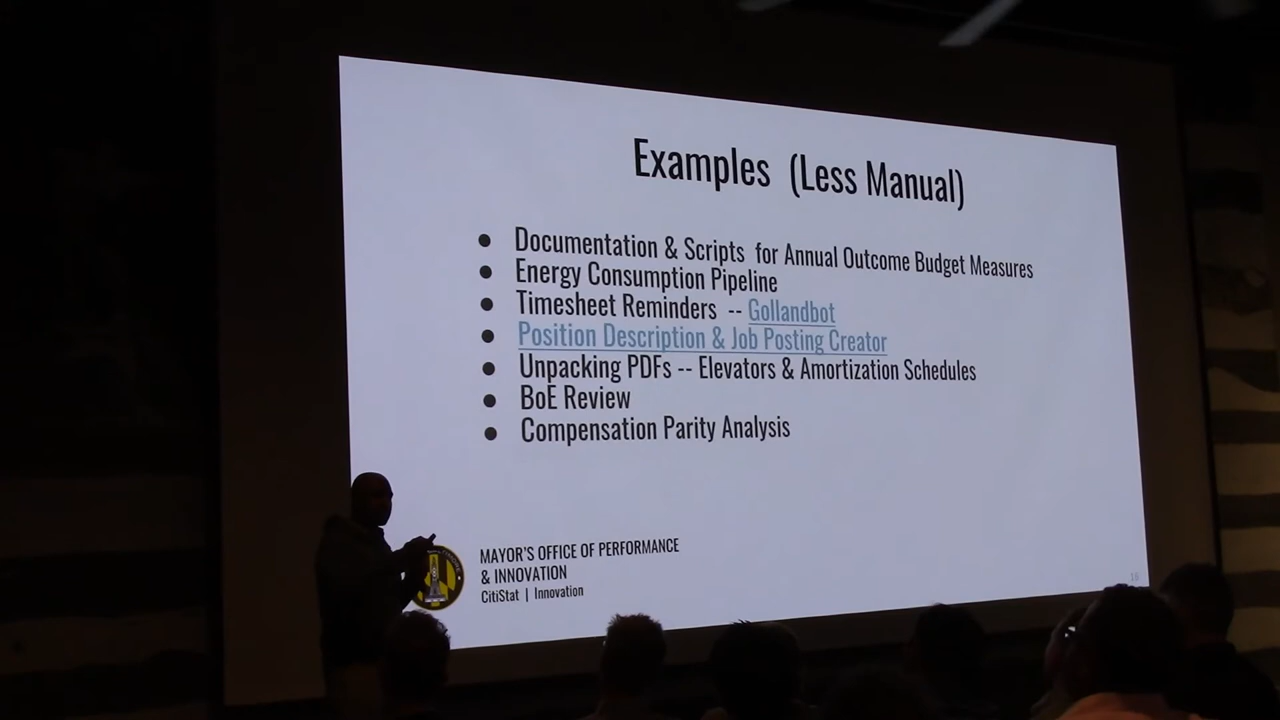 Examples (Less Manual)
Documentation & Scripts for Annual Outcome Budget Measures
Energy Consumption Pipeline
Timesheet Reminders -- Gollandbot
Position Description & Job Posting Creator
Unpacking PDFs -- Elevators & Amortization Schedules
BoE Review
Compensation Parity Analysis
MAYOR'S OFFICE OF PERFORMANCE
& INNOVATION
CitiStat | Innovation
16